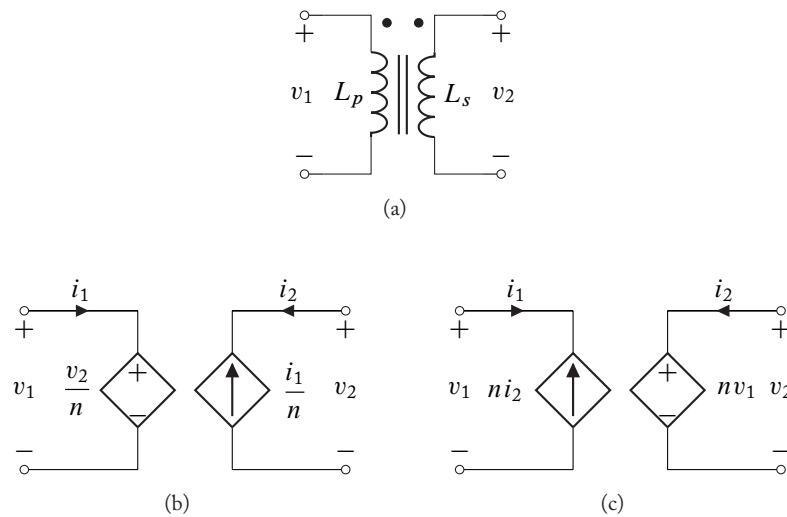 + +
v₁ Lₚ Lₛ v₂
− −
(a)
i₁ i₂ i₁ i₂
+ + + +
v₁ v₂/n + − i₁/n v₂ v₁ ni₂ + − nv₁ v₂
− − − −
(b) (c)